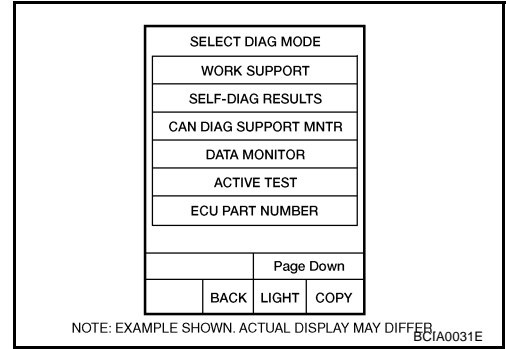 SELECT DIAG MODE
WORK SUPPORT
SELF-DIAG RESULTS
CAN DIAG SUPPORT MNTR
DATA MONITOR
ACTIVE TEST
ECU PART NUMBER
Page Down
BACK LIGHT COPY
NOTE: EXAMPLE SHOWN. ACTUAL DISPLAY MAY DIFFER.
BCIA0031E